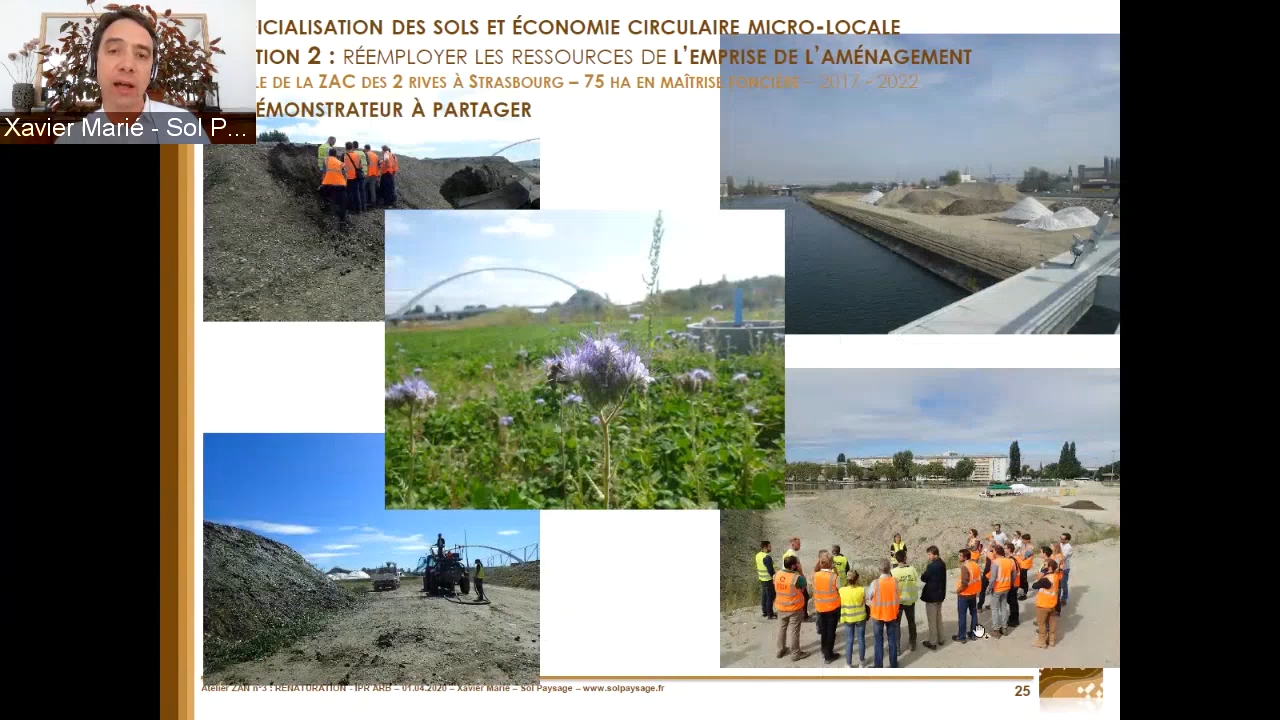 ICIALISATION DES SOLS ET ÉCONOMIE CIRCULAIRE MICRO-LOCALE
TION 2 : RÉEMPLOYER LES RESSOURCES DE L'EMPRISE DE L'AMÉNAGEMENT
LE DE LA ZAC DES 2 RIVES À STRASBOURG – 75 HA EN MAÎTRISE FONCIÈRE – 2017 - 2022
ÉMONSTRATEUR À PARTAGER
Xavier Marié - Sol P...
Atelier ZAN n°3 : RENATURATION - IPR ARB – 01.04.2020 – Xavier Marié – Sol Paysage – www.solpaysage.fr
25